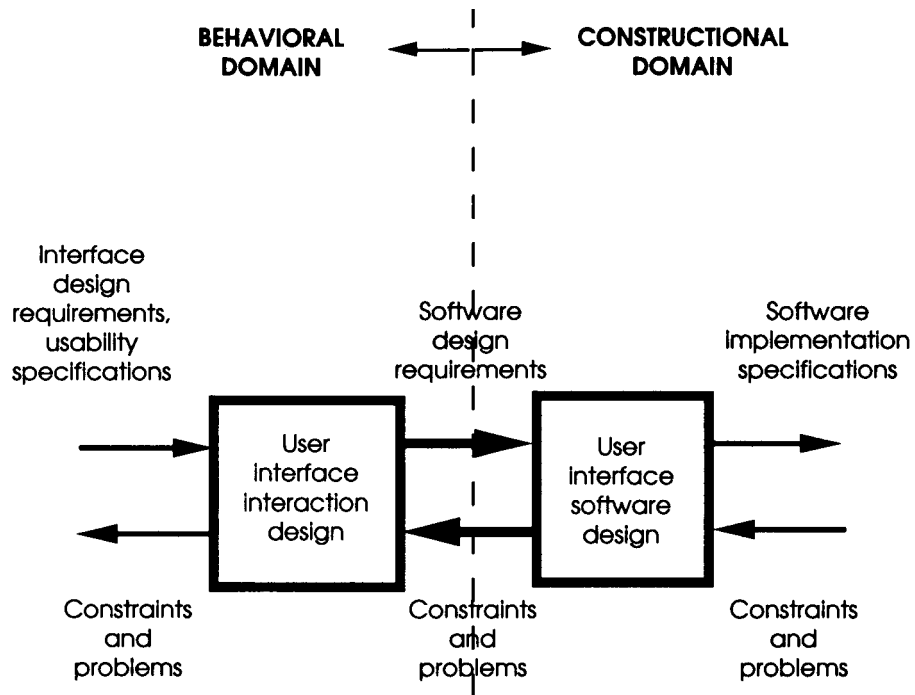 BEHAVIORAL
DOMAIN
CONSTRUCTIONAL
DOMAIN
Interface
design
requirements,
usability
specifications
Software
design
requirements
Software
implementation
specifications
User
interface
interaction
design
User
interface
software
design
Constraints
and
problems
Constraints
and
problems
Constraints
and
problems